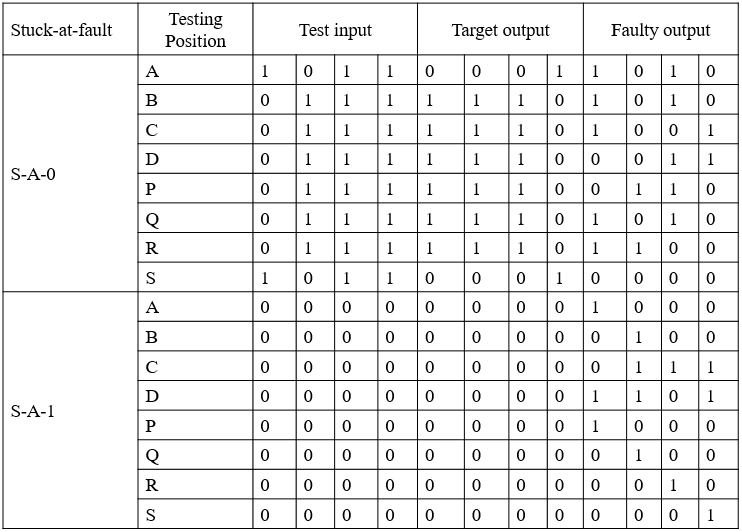 Stuck-at-fault Testing Position Test input Target output Faulty output
S-A-0
A 1 0 1 1 0 0 0 1 1 0 1 0
B 0 1 1 1 1 1 1 0 1 0 1 0
C 0 1 1 1 1 1 1 0 1 0 0 1
D 0 1 1 1 1 1 1 0 0 0 1 1
P 0 1 1 1 1 1 1 0 0 1 1 0
Q 0 1 1 1 1 1 1 0 1 0 1 0
R 0 1 1 1 1 1 1 0 1 1 0 0
S 1 0 1 1 0 0 0 1 0 0 0 0
S-A-1
A 0 0 0 0 0 0 0 0 1 0 0 0
B 0 0 0 0 0 0 0 0 0 1 0 0
C 0 0 0 0 0 0 0 0 0 1 1 1
D 0 0 0 0 0 0 0 0 1 1 0 1
P 0 0 0 0 0 0 0 0 1 0 0 0
Q 0 0 0 0 0 0 0 0 0 1 0 0
R 0 0 0 0 0 0 0 0 0 0 1 0
S 0 0 0 0 0 0 0 0 0 0 0 1